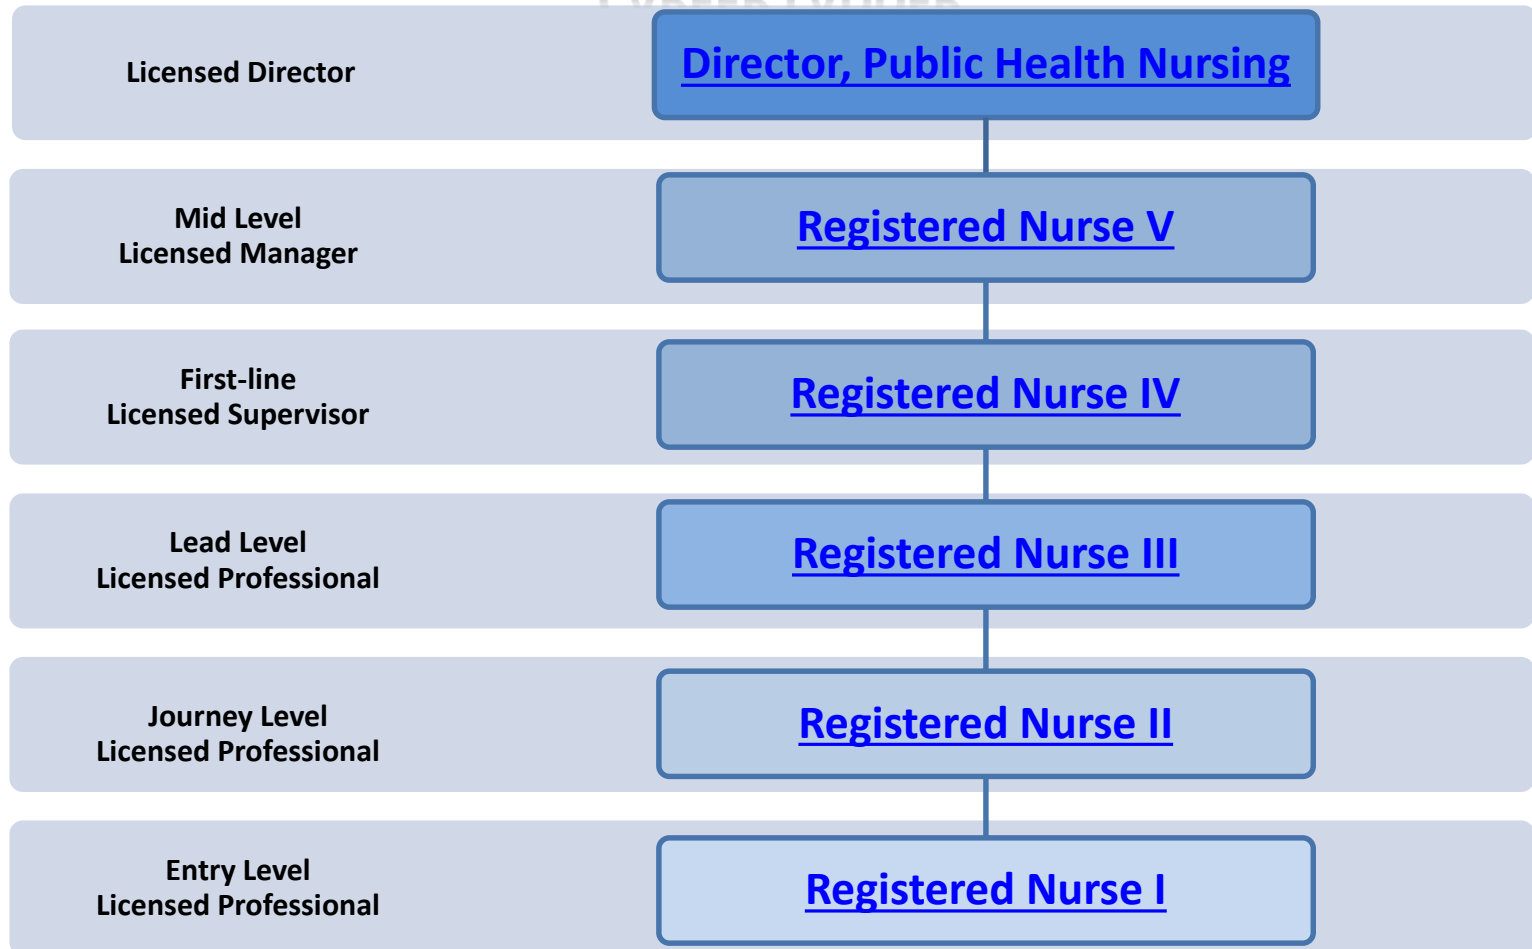 Licensed Director
Director, Public Health Nursing
Mid Level
Licensed Manager
Registered Nurse V
First-line
Licensed Supervisor
Registered Nurse IV
Lead Level
Licensed Professional
Registered Nurse III
Journey Level
Licensed Professional
Registered Nurse II
Entry Level
Licensed Professional
Registered Nurse I